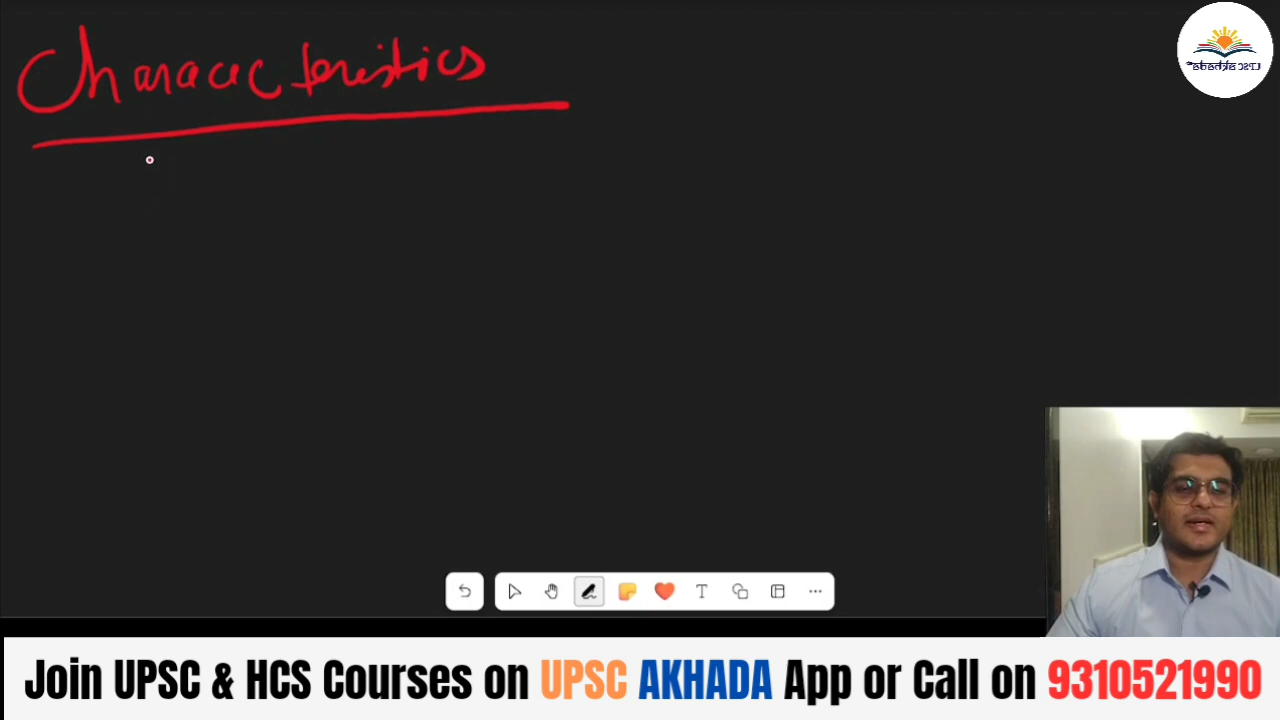 Characteristics
Join UPSC & HCS Courses on UPSC AKHADA App or Call on 9310521990